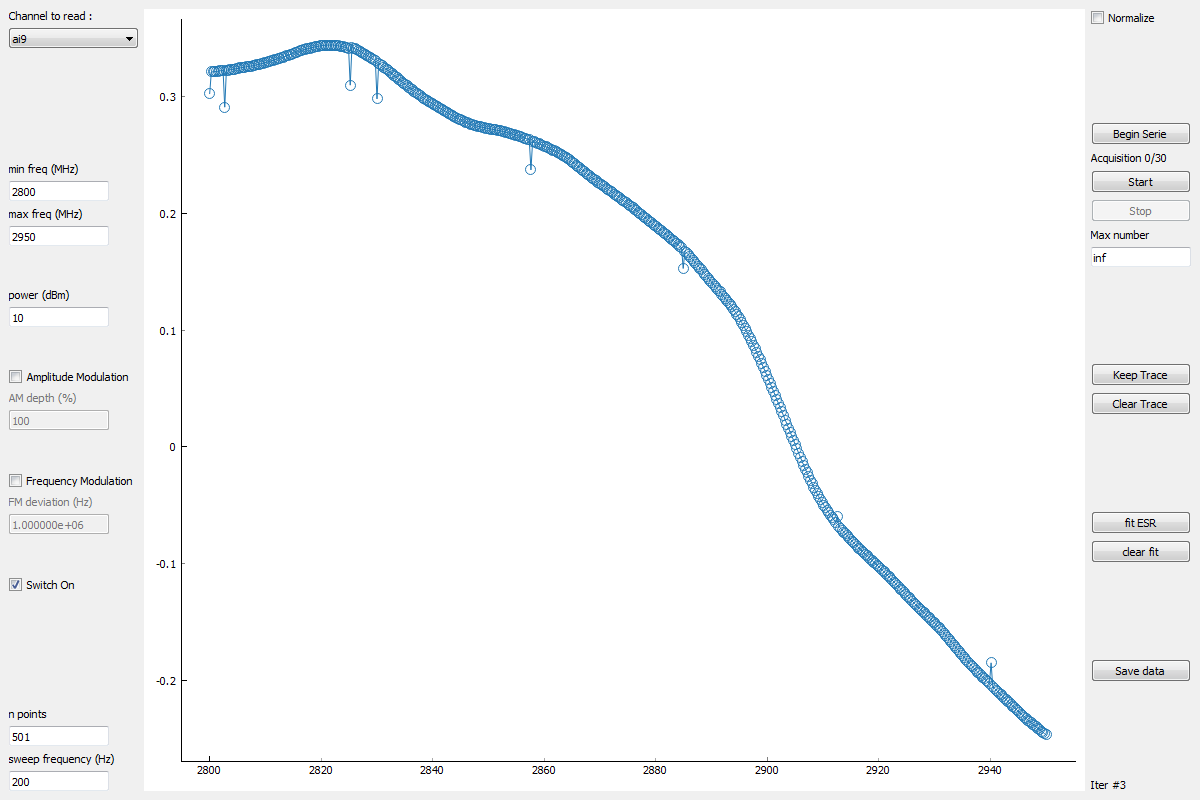 Channel to read :
ai9
min freq (MHz)
2800
max freq (MHz)
2950
power (dBm)
10
Amplitude Modulation
AM depth (%)
100
Frequency Modulation
FM deviation (Hz)
1.000000e+06
Switch On
n points
501
sweep frequency (Hz)
200
0.3
0.2
0.1
0
-0.1
-0.2
2800 2820 2840 2860 2880 2900 2920 2940
Normalize
Begin Serie
Acquisition 0/30
Start
Stop
Max number
inf
Keep Trace
Clear Trace
fit ESR
clear fit
Save data
Iter #3